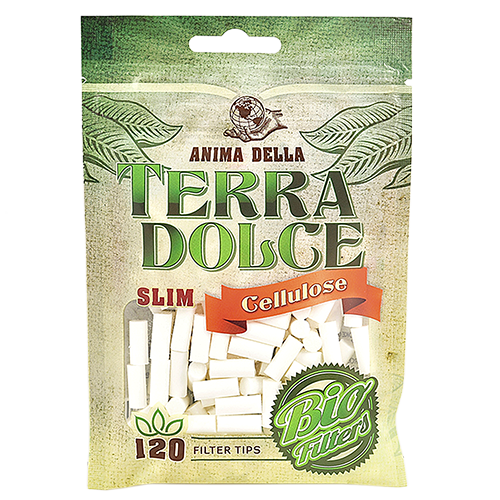 ANIMA DELLA
TERRA
DOLCE
SLIM
Cellulose
Bio
Filters
120 FILTER TIPS